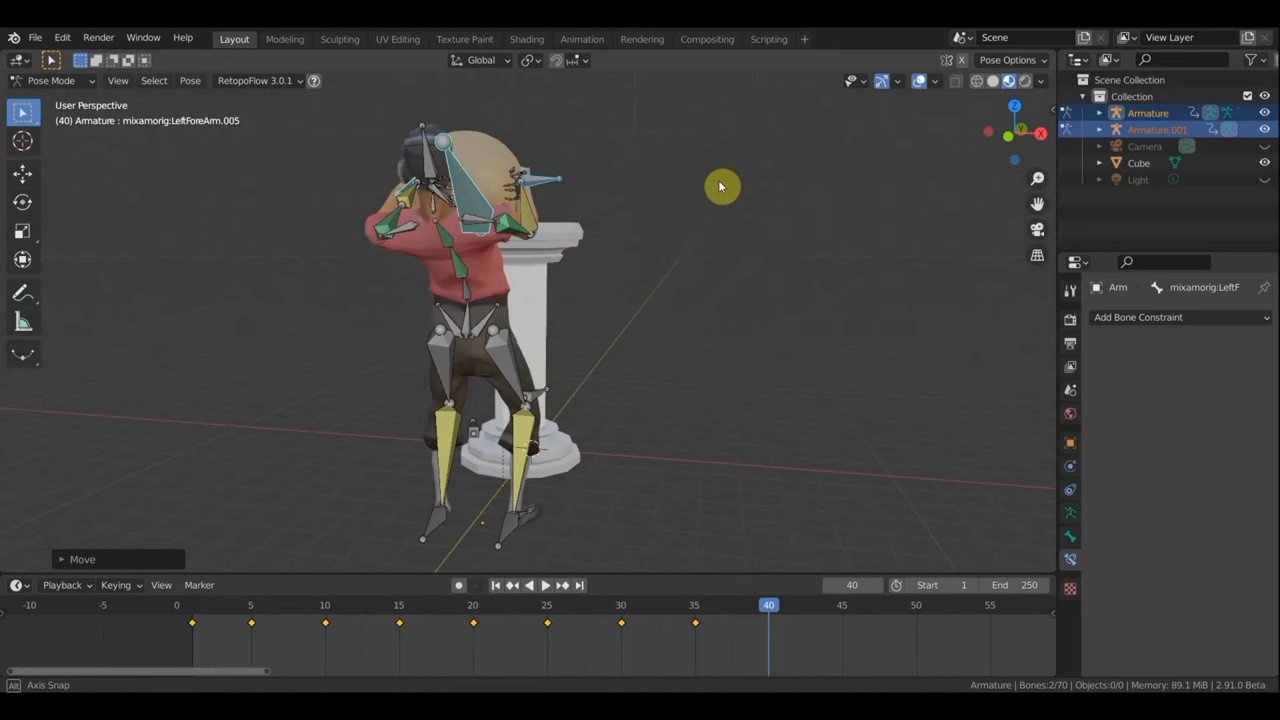 File Edit Render Window Help Layout Modeling Sculpting UV Editing Texture Paint Shading Animation Rendering Compositing Scripting + Scene View Layer
Global Pose Options
Pose Mode View Select Pose RetopoFlow 3.0.1 ?
Scene Collection
Collection
Armature
Armature.001
Camera
Cube
Light
User Perspective
(40) Armature : mixamorig:LeftForeArm.005
Z
X
Arm mixamorig:LeftF
Add Bone Constraint
Move
Playback Keying View Marker 40 Start 1 End 250
-10 -5 0 5 10 15 20 25 30 35 40 45 50 55
Alt Axis Snap Armature | Bones:2/70 | Objects:0/0 | Memory: 89.1 MiB | 2.91.0 Beta